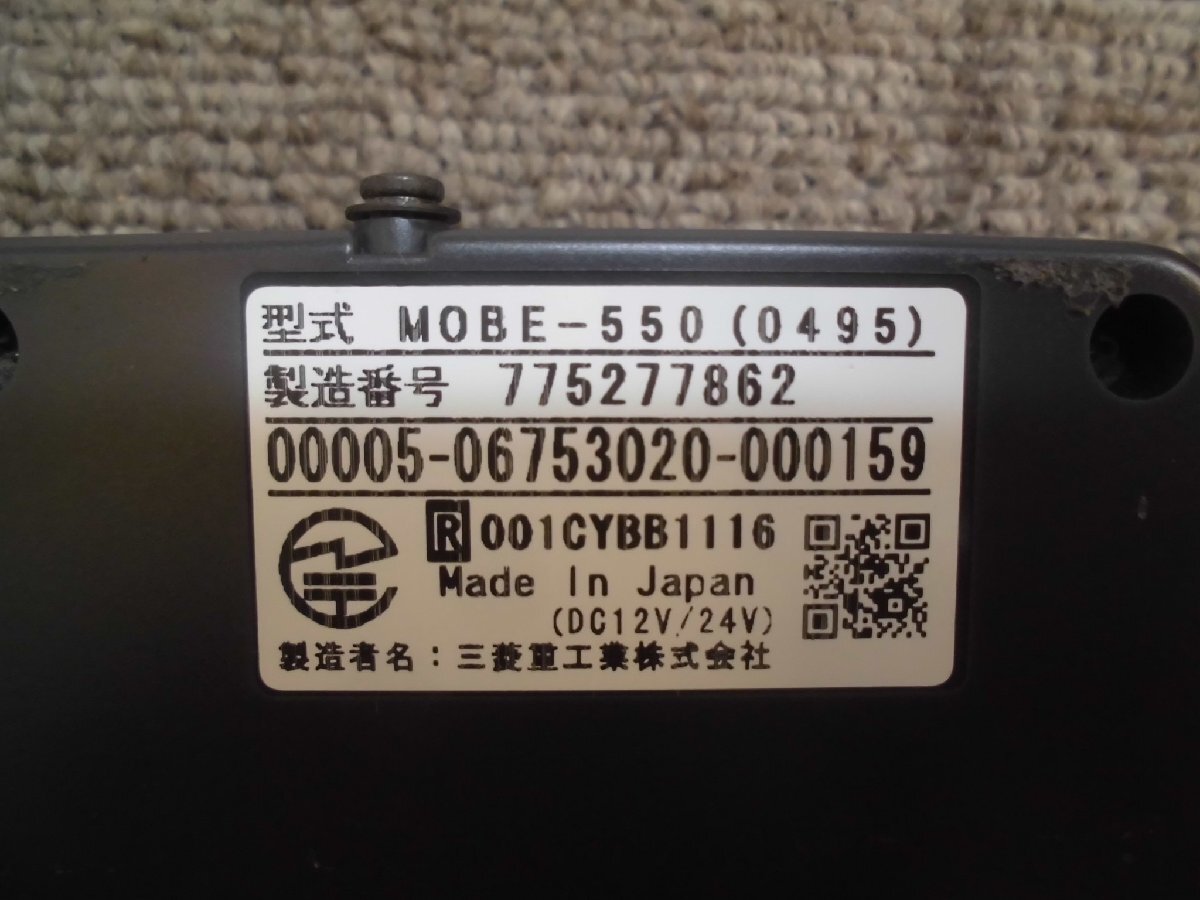 型式 MOBE-550(0495)
製造番号 775277862
00005-06753020-000159
R 001CYBB1116
Made In Japan
(DC12V/24V)
製造者名:三菱重工業株式会社